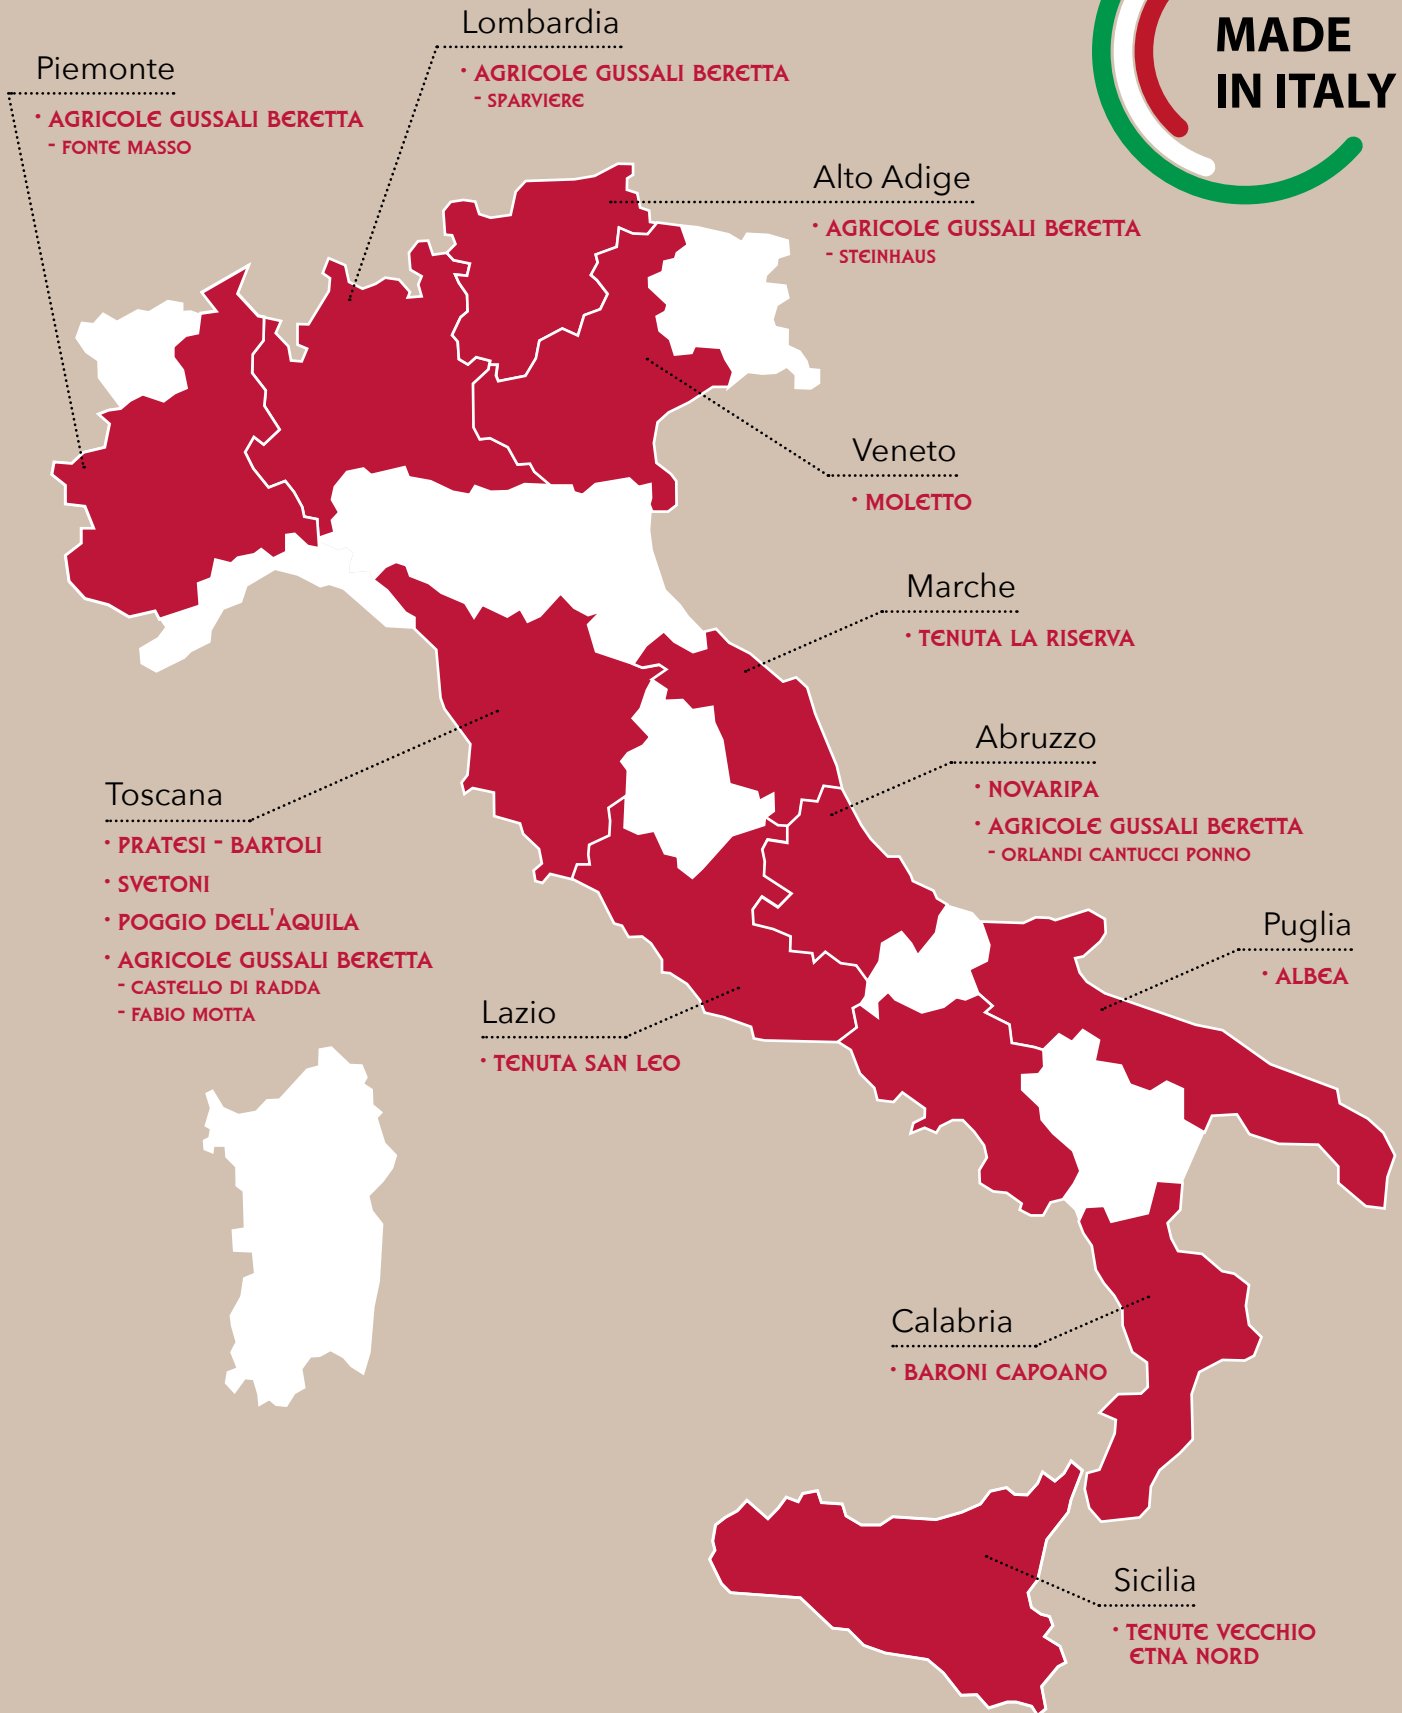 MADE
IN ITALY
Lombardia
· AGRICOLE GUSSALI BERETTA
- SPARVIERE
Piemonte
· AGRICOLE GUSSALI BERETTA
- FONTE MASSO
Alto Adige
· AGRICOLE GUSSALI BERETTA
- STEINHAUS
Veneto
· MOLETTO
Marche
· TENUTA LA RISERVA
Abruzzo
· NOVARIPA
· AGRICOLE GUSSALI BERETTA
- ORLANDI CANTUCCI PONNO
Toscana
· PRATESI - BARTOLI
· SVETONI
· POGGIO DELL'AQUILA
· AGRICOLE GUSSALI BERETTA
- CASTELLO DI RADDA
- FABIO MOTTA
Puglia
· ALBEA
Lazio
· TENUTA SAN LEO
Calabria
· BARONI CAPOANO
Sicilia
· TENUTE VECCHIO
ETNA NORD